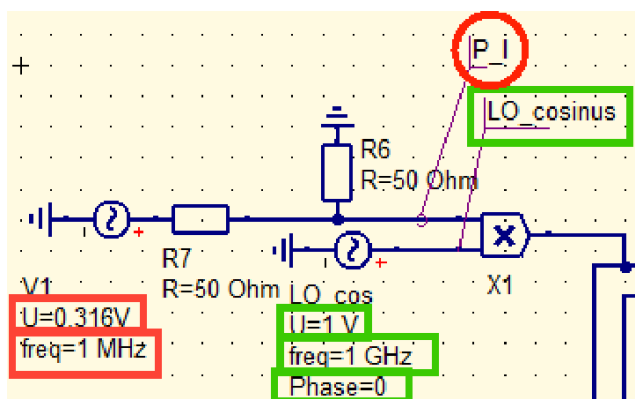 P_I
LO_cosinus
R6
R=50 Ohm
R7
R=50 Ohm
V1
U=0.316V
freq=1 MHz
LO_cos
U=1 V
freq=1 GHz
Phase=0
X1